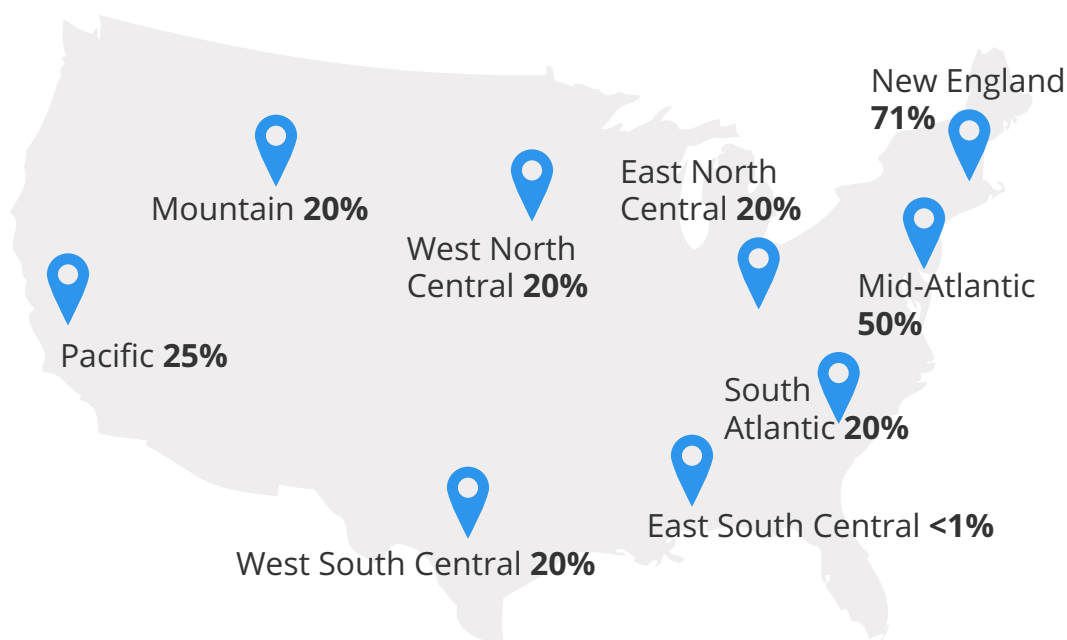 New England
71%
East North
Central 20%
Mountain 20%
West North
Central 20%
Mid-Atlantic
50%
Pacific 25%
South
Atlantic 20%
East South Central <1%
West South Central 20%